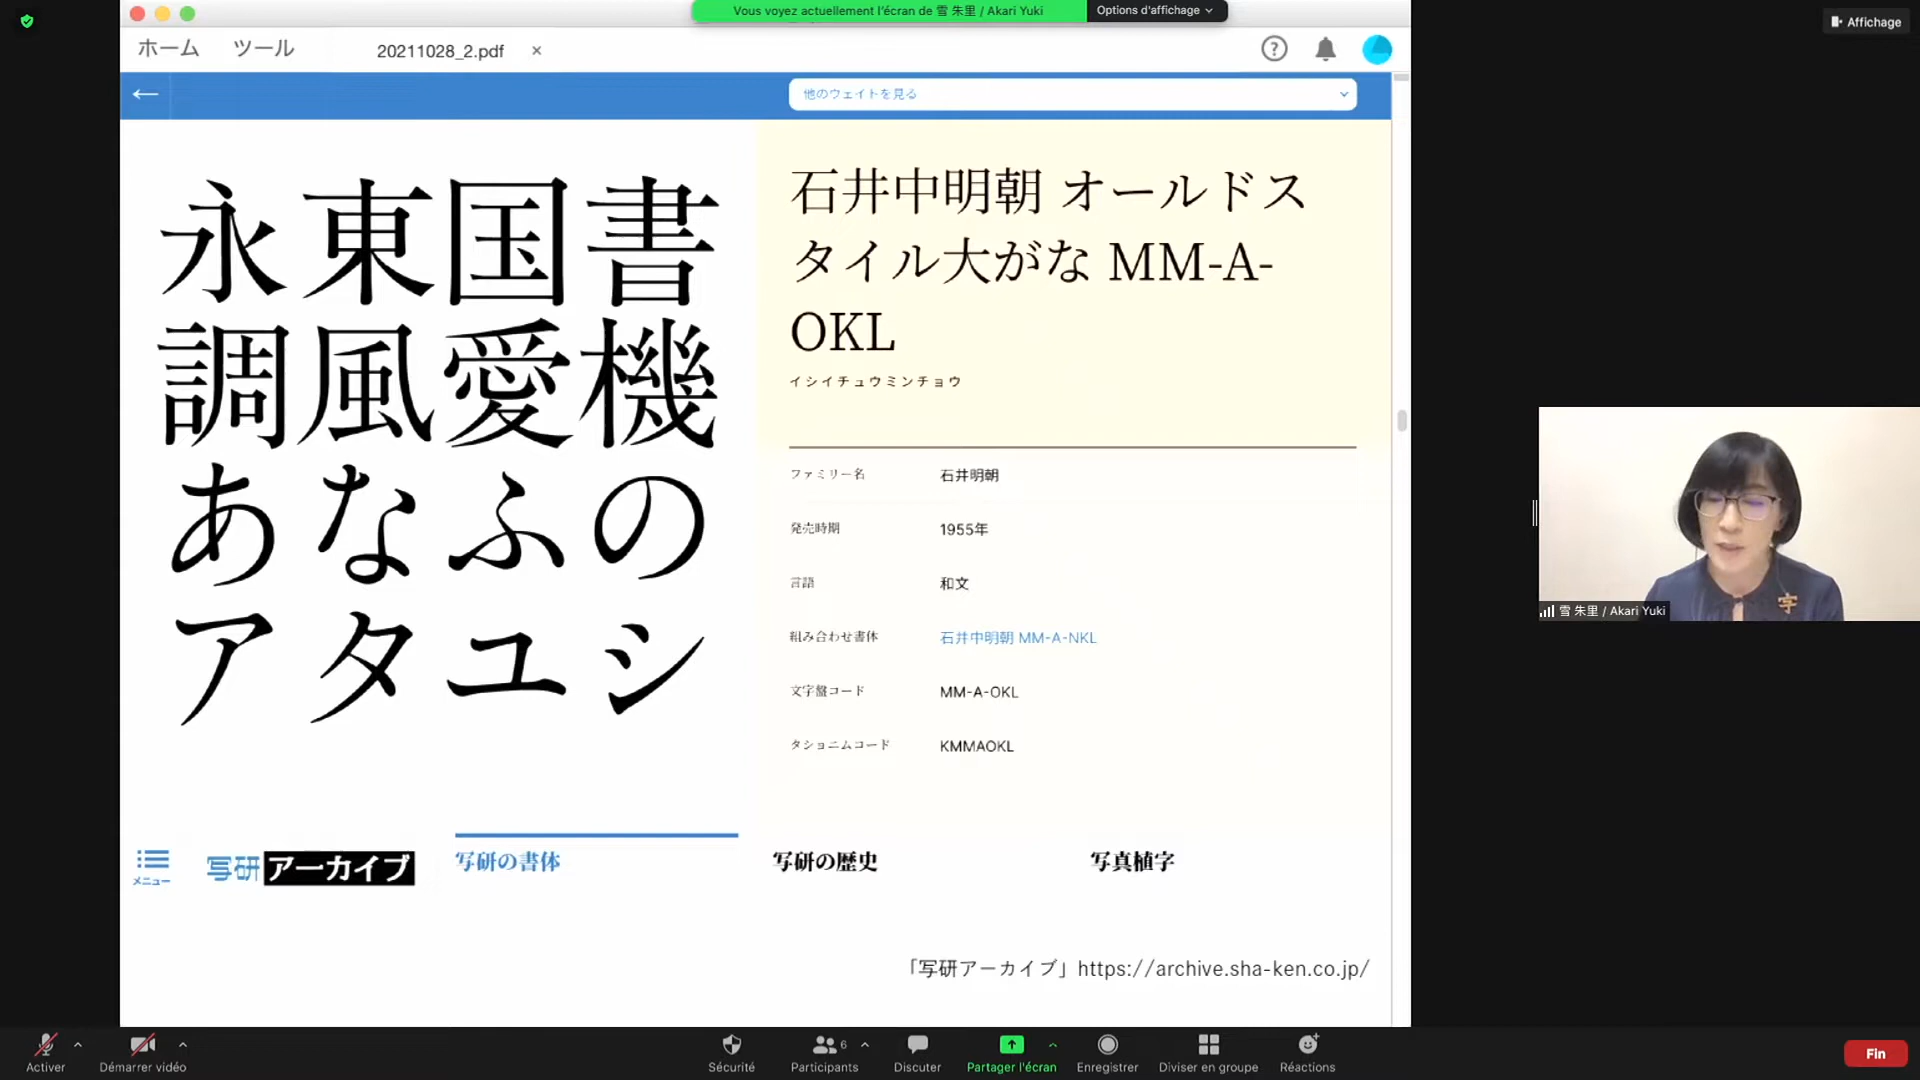 Vous voyez actuellement l'écran de 雪 朱里 / Akari Yuki
Options d'affichage
Affichage
ホーム
ツール
20211028_2.pdf
他のウェイトを見る
永東国書
調風愛機
あなふの
アタユシ
石井中明朝 オールドス
タイル大がな MM-A-
OKL
イシイチュウミンチョウ
ファミリー名 石井明朝
発売時期 1955年
言語 和文
組み合わせ書体 石井中明朝 MM-A-NKL
文字盤コード MM-A-OKL
タショニムコード KMMAOKL
メニュー
写研アーカイブ
写研の書体
写研の歴史
写真植字
「写研アーカイブ」https://archive.sha-ken.co.jp/
字
雪 朱里 / Akari Yuki
Activer
Démarrer vidéo
Sécurité
Participants
6
Discuter
Partager l'écran
Enregistrer
Diviser en groupe
Réactions
Fin